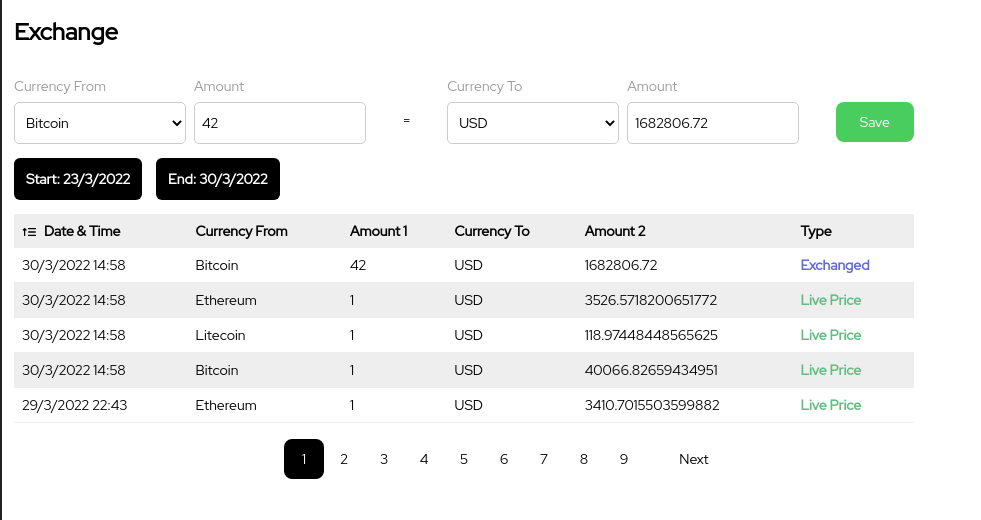 Exchange
Currency From Amount Currency To Amount
Bitcoin 42 = USD 1682806.72 Save
Start: 23/3/2022 End: 30/3/2022
Date & Time Currency From Amount 1 Currency To Amount 2 Type
30/3/2022 14:58 Bitcoin 42 USD 1682806.72 Exchanged
30/3/2022 14:58 Ethereum 1 USD 3526.5718200651772 Live Price
30/3/2022 14:58 Litecoin 1 USD 118.97448448565625 Live Price
30/3/2022 14:58 Bitcoin 1 USD 40066.82659434951 Live Price
29/3/2022 22:43 Ethereum 1 USD 3410.7015503599882 Live Price
1 2 3 4 5 6 7 8 9 Next